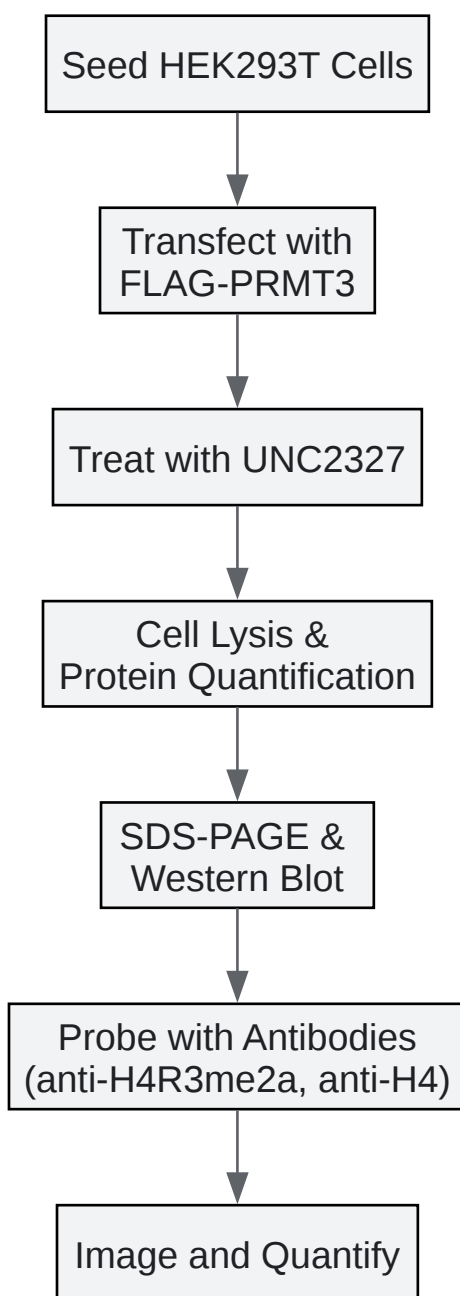 Seed HEK293T Cells
Transfect with
FLAG-PRMT3
Treat with UNC2327
Cell Lysis &
Protein Quantification
SDS-PAGE &
Western Blot
Probe with Antibodies
(anti-H4R3me2a, anti-H4)
Image and Quantify